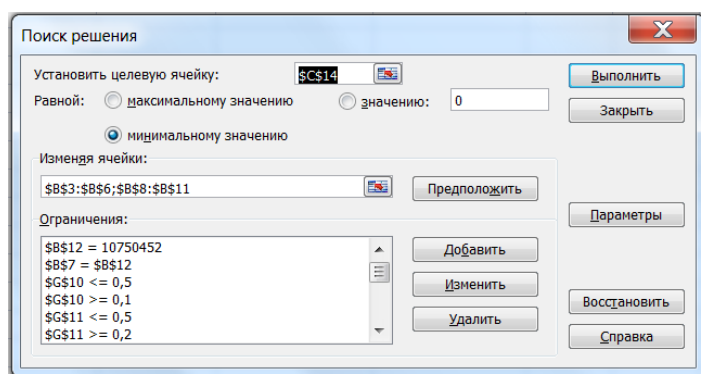 Поиск решения
Установить целевую ячейку: $C$14
Равной: максимальному значению значению: 0
минимальному значению
Изменяя ячейки:
$B$3:$B$6;$B$8:$B$11 Предположить
Ограничения:
$B$12 = 10750452
$B$7 = $B$12
$G$10 <= 0,5
$G$10 >= 0,1
$G$11 <= 0,5
$G$11 >= 0,2
Добавить
Изменить
Удалить
Выполнить
Закрыть
Параметры
Восстановить
Справка